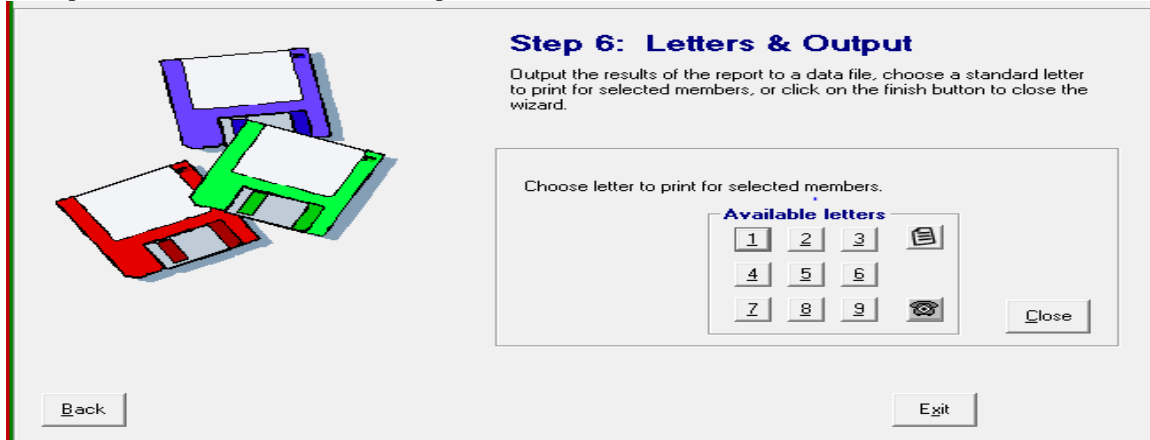 Step 6: Letters & Output
Output the results of the report to a data file, choose a standard letter
to print for selected members, or click on the finish button to close the
wizard.
Choose letter to print for selected members.
Available letters
1 2 3
4 5 6
7 8 9
Close
Back
Exit